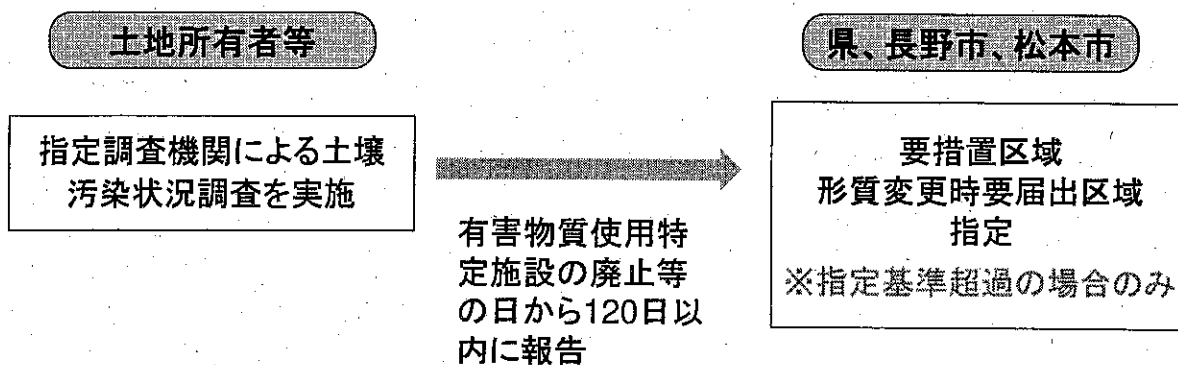 土地所有者等
指定調査機関による土壌
汚染状況調査を実施
有害物質使用特
定施設の廃止等
の日から120日以
内に報告
県、長野市、松本市
要措置区域
形質変更時要届出区域
指定
※指定基準超過の場合のみ